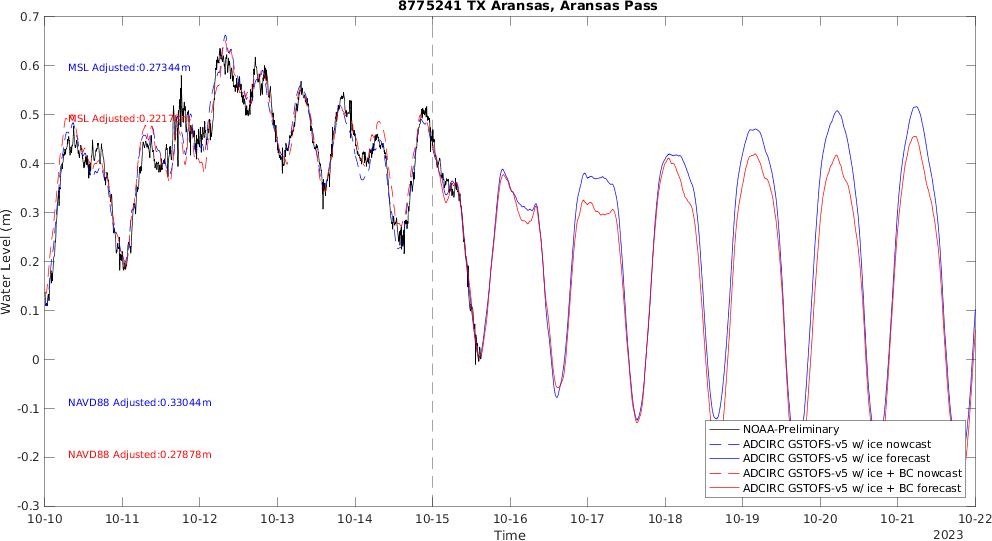 8775241 TX Aransas, Aransas Pass
0.7
0.6
0.5
0.4
0.3
0.2
0.1
0
-0.1
-0.2
-0.3
Water Level (m)
MSL Adjusted:0.27344m
MSL Adjusted:0.2217
NAVD88 Adjusted:0.33044m
NAVD88 Adjusted:0.27878m
NOAA-Preliminary
ADCIRC GSTOFS-v5 w/ ice nowcast
ADCIRC GSTOFS-v5 w/ ice forecast
ADCIRC GSTOFS-v5 w/ ice + BC nowcast
ADCIRC GSTOFS-v5 w/ ice + BC forecast
10-10 10-11 10-12 10-13 10-14 10-15 10-16 10-17 10-18 10-19 10-20 10-21 10-22
Time
2023